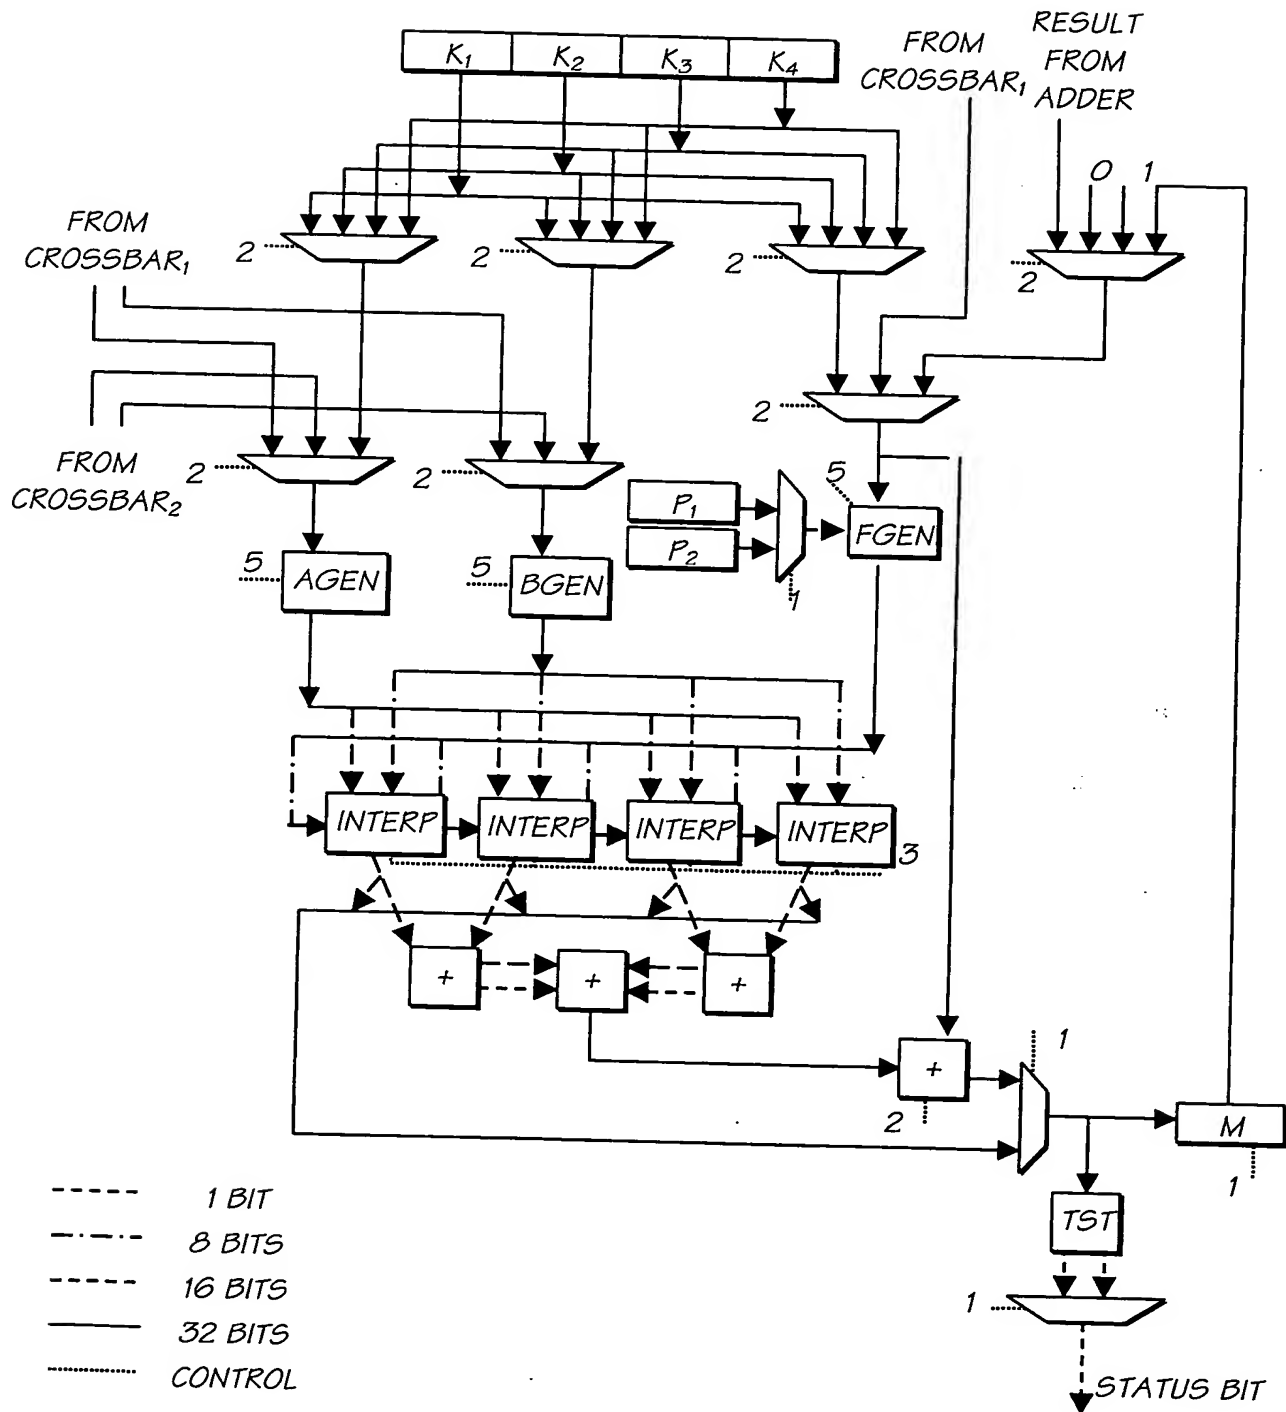 K₁ K₂ K₃ K₄
FROM
CROSSBAR₁
RESULT
FROM
ADDER
0 1
FROM
CROSSBAR₁
2
2
2
2
2
FROM
CROSSBAR₂
2
2
P₁
P₂
5
FGEN
1
5
AGEN
5
BGEN
INTERP INTERP INTERP INTERP
3
+ + +
+
2
1
M
1
TST
1
STATUS BIT
1 BIT
8 BITS
16 BITS
32 BITS
CONTROL